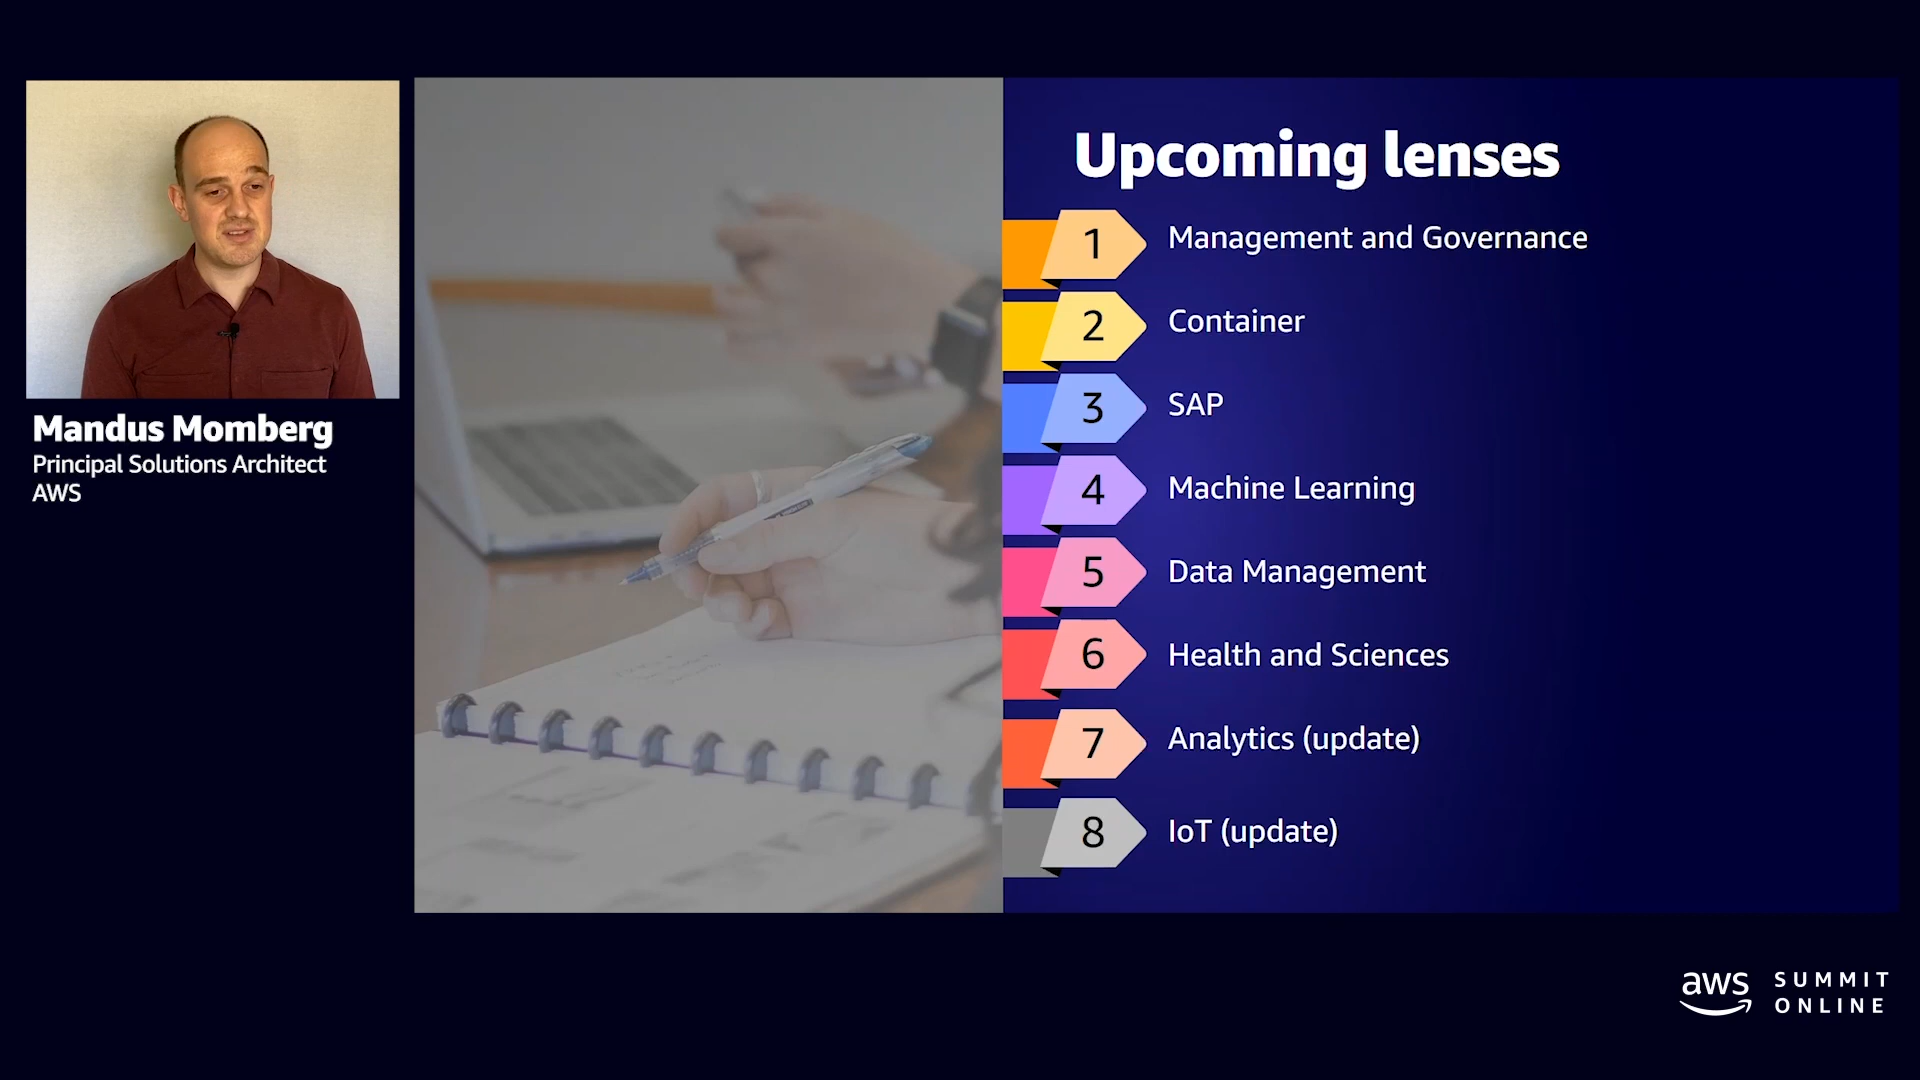 Mandus Momberg
Principal Solutions Architect
AWS
Upcoming lenses
1 Management and Governance
2 Container
3 SAP
4 Machine Learning
5 Data Management
6 Health and Sciences
7 Analytics (update)
8 IoT (update)
aws SUMMIT
ONLINE